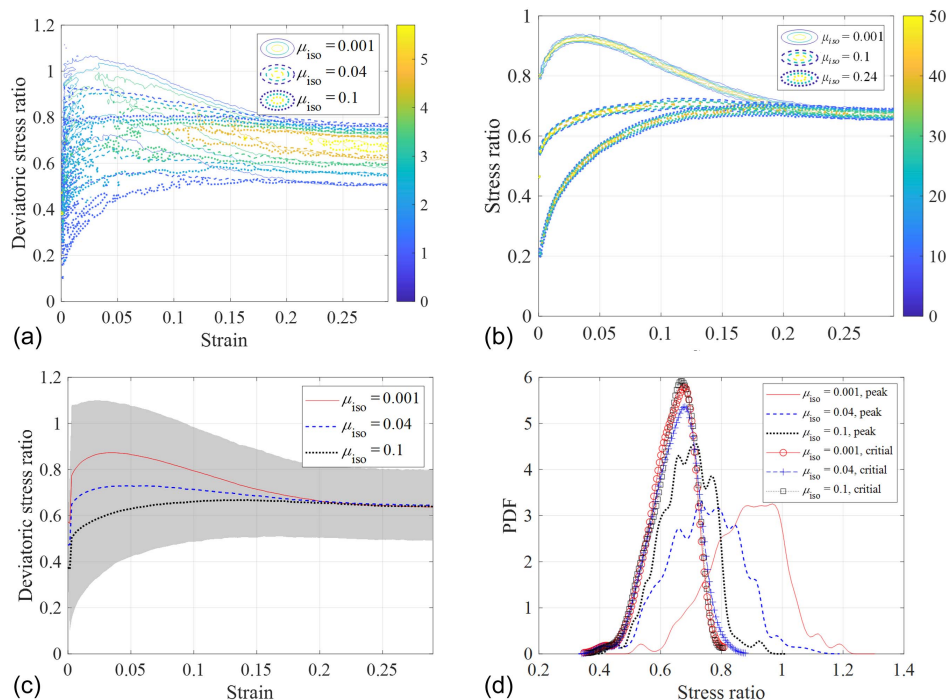 1.2
1
0.8
0.6
0.4
0.2
0
Deviatoric stress ratio
0
0.05
0.1
0.15
0.2
0.25
Strain
(a)
μiso = 0.001
μiso = 0.04
μiso = 0.1
5
4
3
2
1
0
1
0.8
0.6
0.4
0.2
0
Stress ratio
0
0.05
0.1
0.15
0.2
0.25
(b)
μiso = 0.001
μiso = 0.1
μiso = 0.24
50
40
30
20
10
0
1.2
1
0.8
0.6
0.4
0.2
0
Deviatoric stress ratio
0
0.05
0.1
0.15
0.2
0.25
0.3
Strain
(c)
μiso = 0.001
μiso = 0.04
μiso = 0.1
6
5
4
3
2
1
0
PDF
0.2
0.4
0.6
0.8
1
1.2
1.4
Stress ratio
(d)
μiso = 0.001, peak
μiso = 0.04, peak
μiso = 0.1, peak
μiso = 0.001, critial
μiso = 0.04, critial
μiso = 0.1, critial